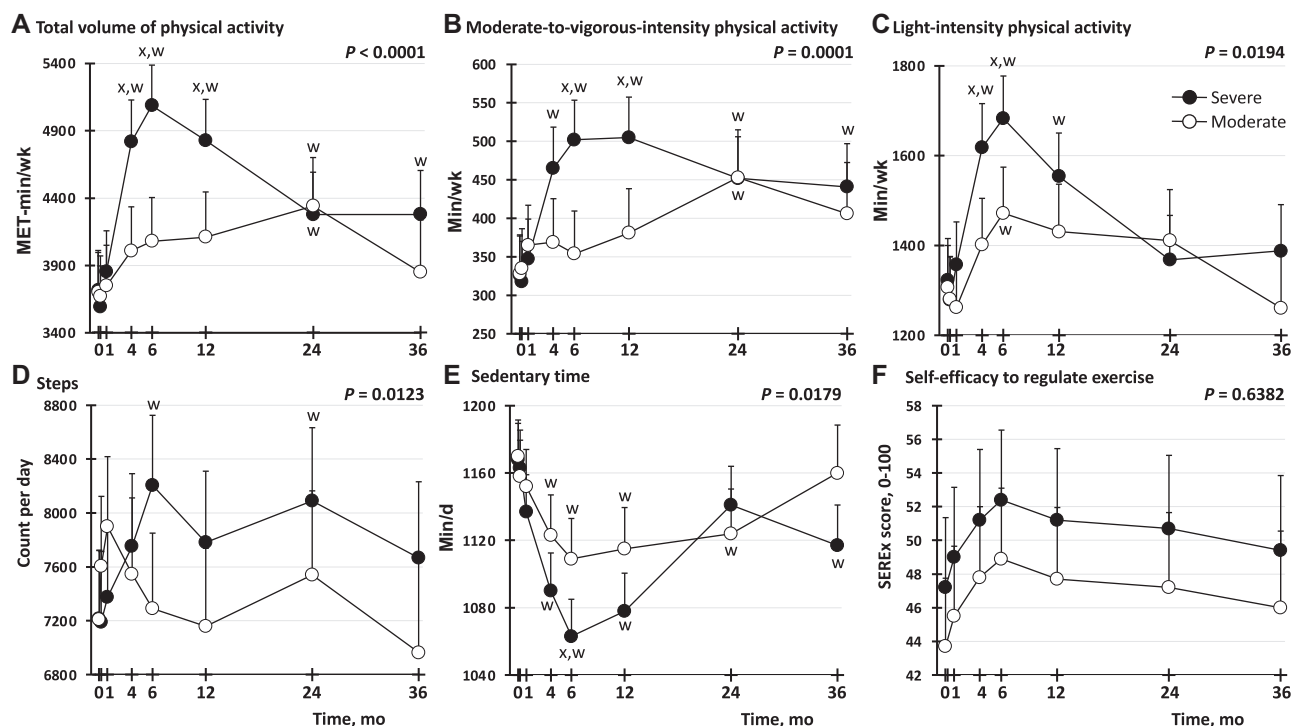 A Total volume of physical activity
P < 0.0001
MET-min/wk
5400
4900
4400
3900
3400
x,w
x,w
x,w
w
w
w
0 1 4 6 12 24 36
B Moderate-to-vigorous-intensity physical activity
P = 0.0001
Min/wk
600
550
500
450
400
350
300
250
w
x,w
x,w
w
w
w
0 1 4 6 12 24 36
C Light-intensity physical activity
P = 0.0194
Min/wk
1800
1600
1400
1200
x,w
x,w
w
w
Severe
Moderate
0 1 4 6 12 24 36
D Steps
P = 0.0123
Count per day
8800
8400
8000
7600
7200
6800
w
w
0 1 4 6 12 24 36
Time, mo
E Sedentary time
P = 0.0179
Min/d
1200
1160
1120
1080
1040
w
w
w
w
x,w
w
w
w
0 1 4 6 12 24 36
Time, mo
F Self-efficacy to regulate exercise
P = 0.6382
SEREx score, 0-100
58
56
54
52
50
48
46
44
42
0 1 4 6 12 24 36
Time, mo